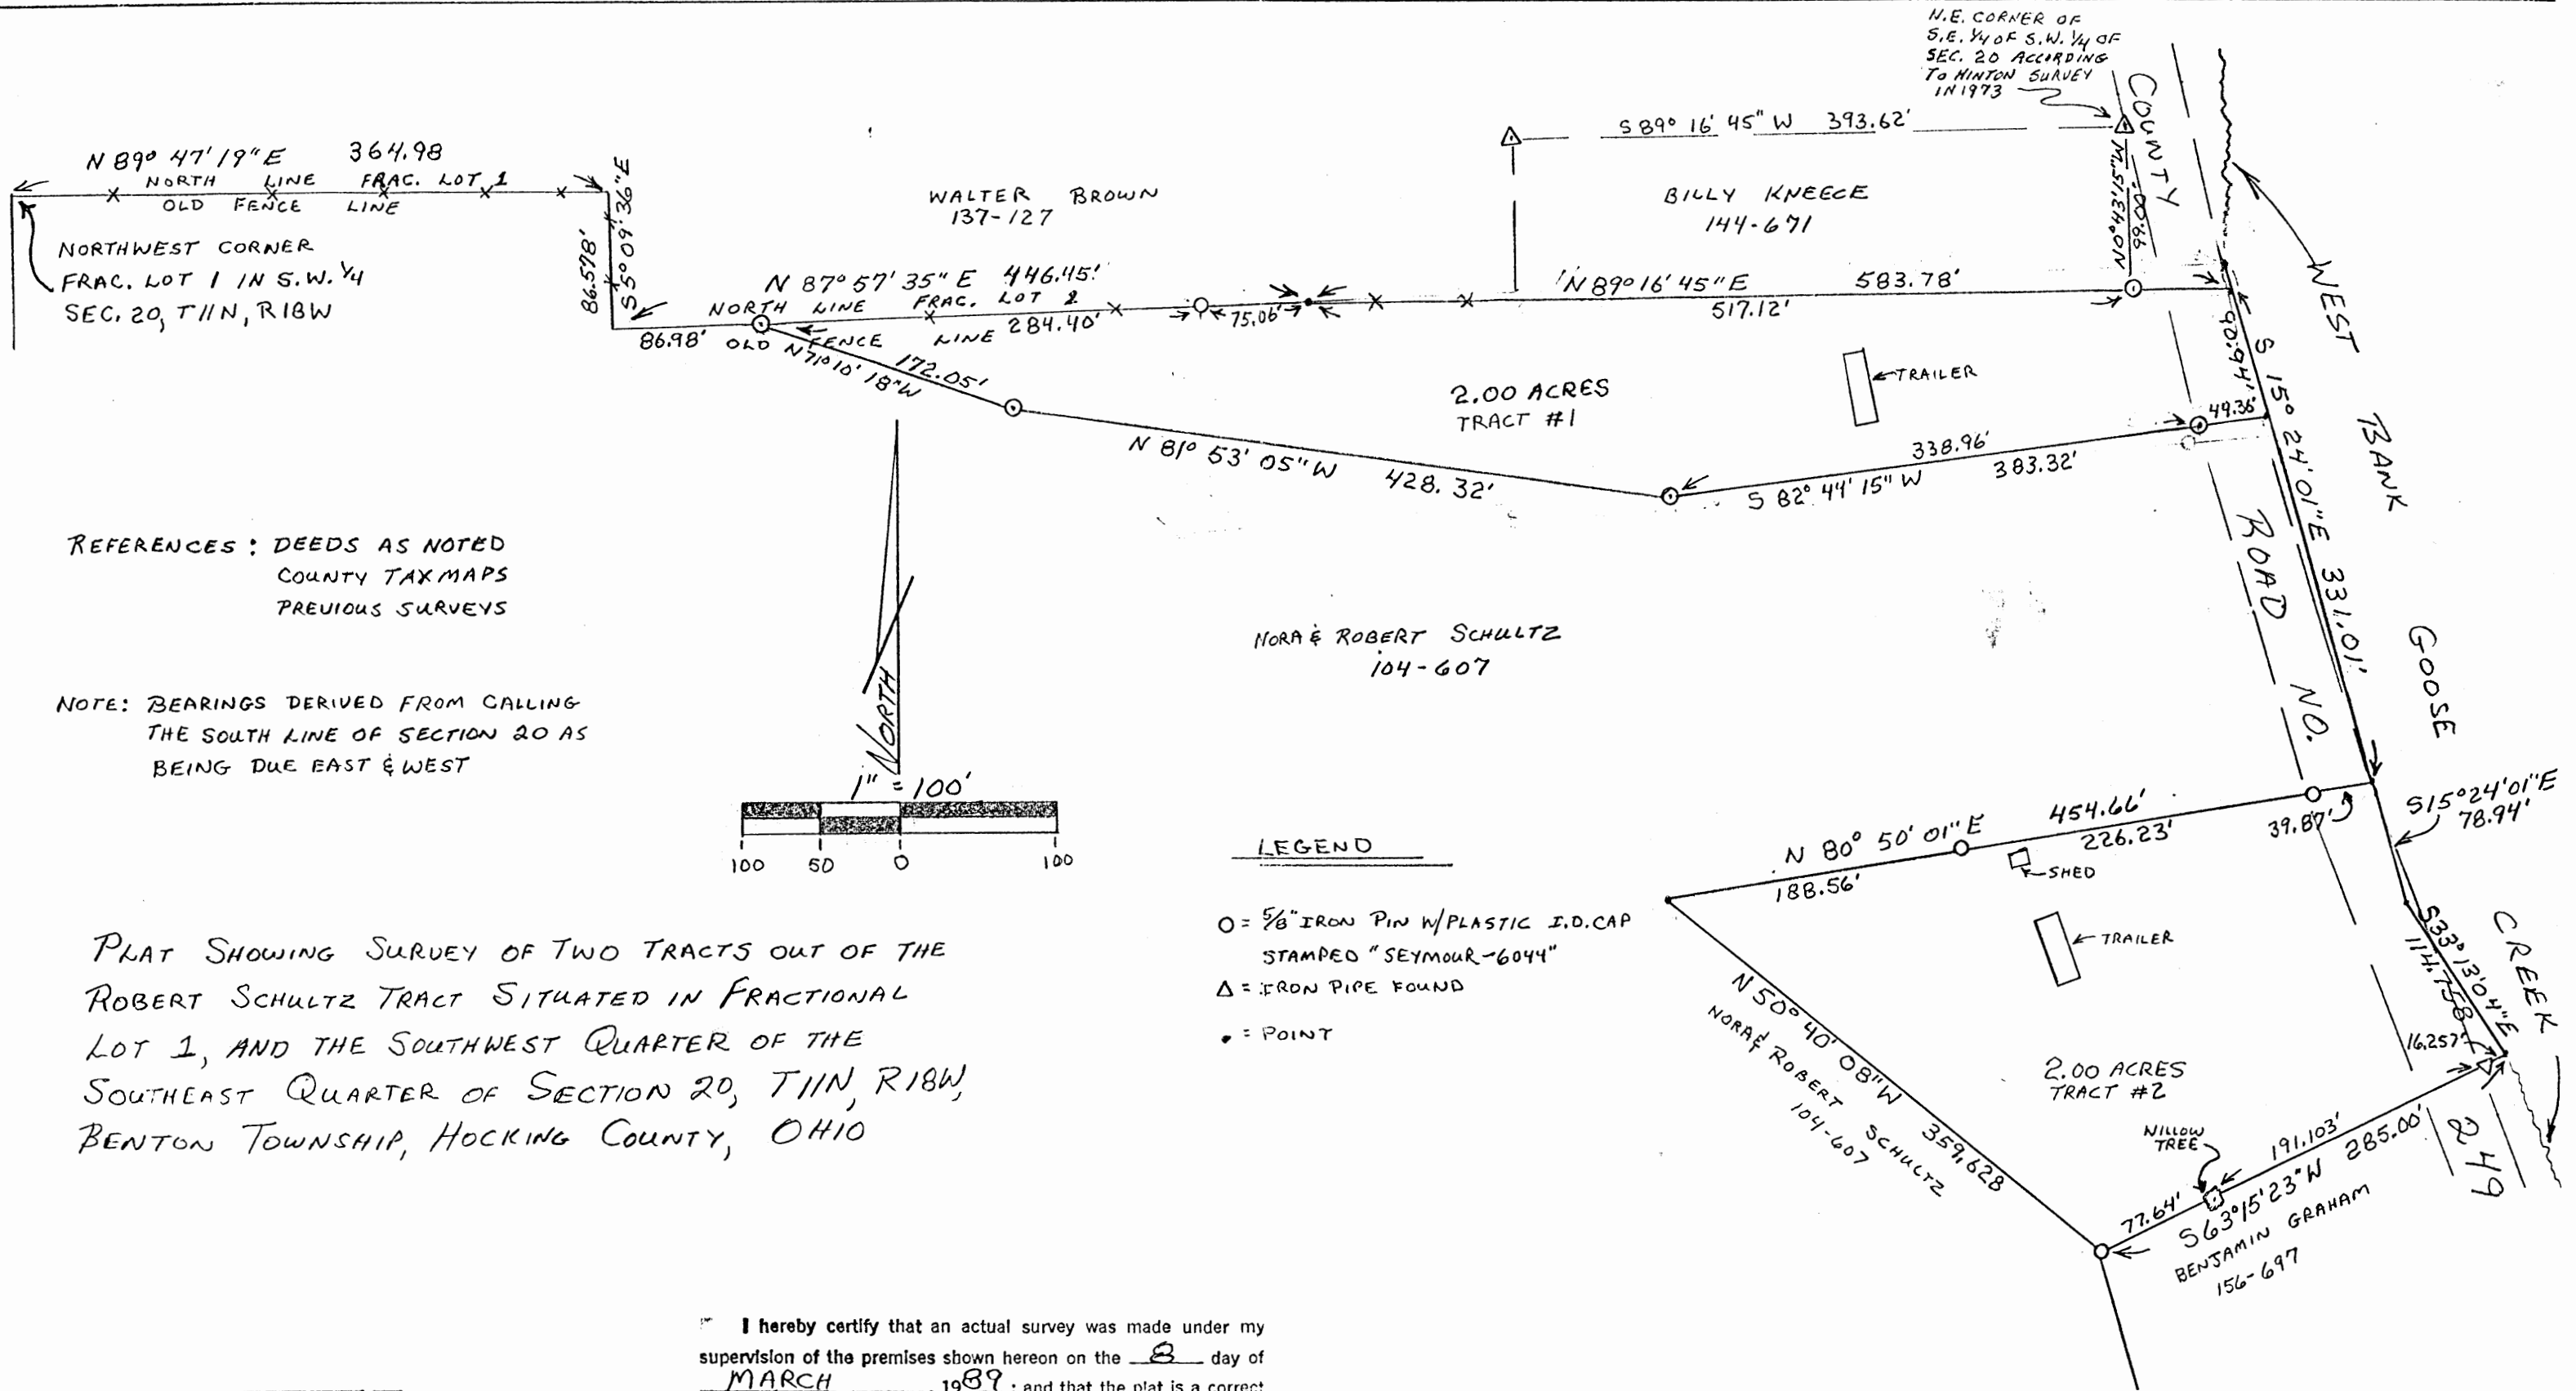 N.E. CORNER OF
S.E. 1/4 OF S.W. 1/4 OF
SEC. 20 ACCORDING
TO HINTON SURVEY
IN 1973
N 89° 47' 19" E 364.98
NORTH LINE FRAC. LOT 1
OLD FENCE LINE
NORTHWEST CORNER
FRAC. LOT 1 IN S.W. 1/4
SEC. 20, T11N, R18W
86.578'
S 5° 09' 36" E
WALTER BROWN
137-127
S 89° 16' 45" W 393.62'
BILLY KNEECE
144-671
N 0° 43' 15" W
99.00'
COUNTY
N 87° 57' 35" E 446.45'
NORTH LINE FRAC. LOT 1
86.98' OLD FENCE LINE 284.40'
75.06'
N 89° 16' 45" E 583.78'
517.12'
N 71° 10' 18" W
172.05'
2.00 ACRES
TRACT #1
TRAILER
92.94'
S 15° 24' 01" E 331.01'
WEST BANK GOOSE CREEK
49.36'
N 81° 53' 05" W 428.32'
338.96'
S 82° 44' 15" W 383.32'
ROAD NO.
249
REFERENCES: DEEDS AS NOTED
COUNTY TAX MAPS
PREVIOUS SURVEYS
NORA & ROBERT SCHULTZ
104-607
NOTE: BEARINGS DERIVED FROM CALLING
THE SOUTH LINE OF SECTION 20 AS
BEING DUE EAST & WEST
NORTH
1" = 100'
100 50 0 100
LEGEND
O = 5/8" IRON PIN W/PLASTIC I.D. CAP
STAMPED "SEYMOUR-6044"
Δ = IRON PIPE FOUND
• = POINT
N 80° 50' 01" E 454.66'
188.56'
226.23'
39.87'
SHED
S15°24'01"E
78.94'
TRAILER
S33°13'04"E
114.758
16.257'
N 50° 40' 08" W 359.628
NORA & ROBERT SCHULTZ
104-607
2.00 ACRES
TRACT #2
WILLOW
TREE
191.103'
77.64'
S 63°15'23" W 285.00'
BENJAMIN GRAHAM
156-697
PLAT SHOWING SURVEY OF TWO TRACTS OUT OF THE
ROBERT SCHULTZ TRACT SITUATED IN FRACTIONAL
LOT 1, AND THE SOUTHWEST QUARTER OF THE
SOUTHEAST QUARTER OF SECTION 20, T11N, R18W,
BENTON TOWNSHIP, HOCKING COUNTY, OHIO
I hereby certify that an actual survey was made under my
supervision of the premises shown hereon on the 8 day of
MARCH 1989; and that the plat is a correct